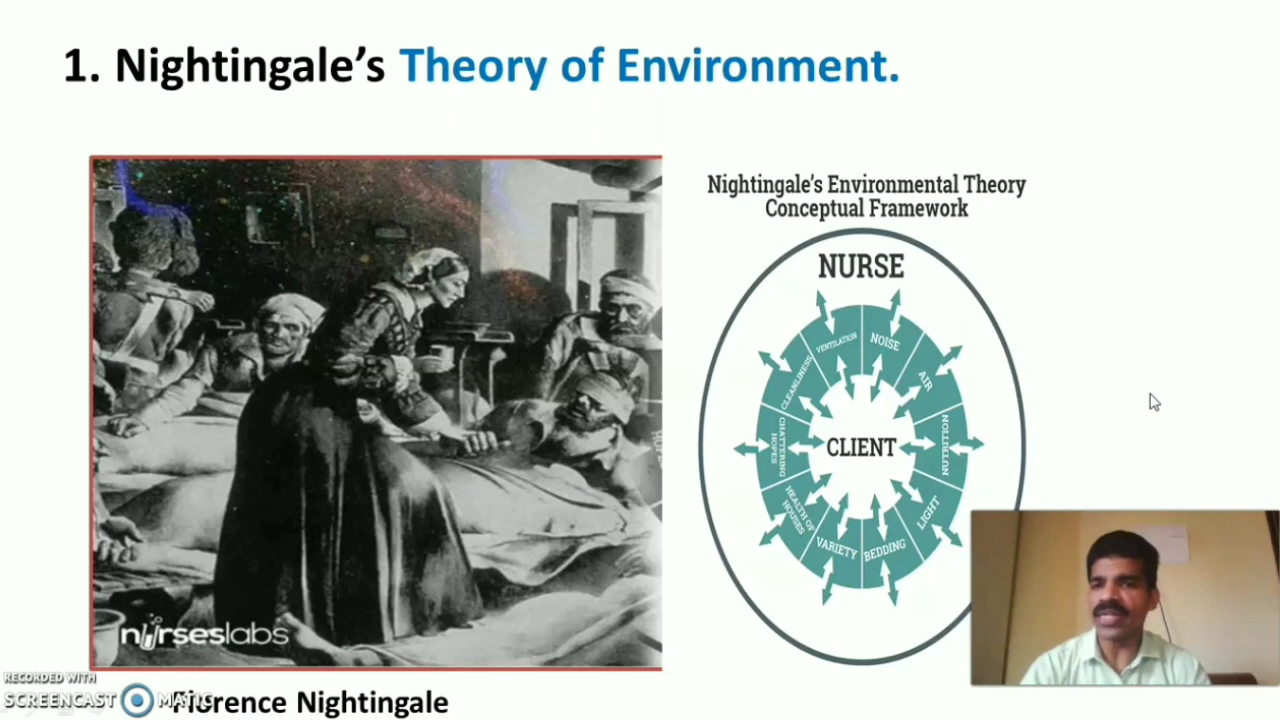 1. Nightingale's Theory of Environment.
Nightingale's Environmental Theory
Conceptual Framework
NURSE
VENTILATION
NOISE
AIR
NUTRITION
LIGHT
BEDDING
VARIETY
HEALTH OF
HOUSES
CHATTERING
HOPES
CLEANLINESS
CLIENT
nurseslabs
RECORDED WITH
SCREENCAST MATIC
Florence Nightingale